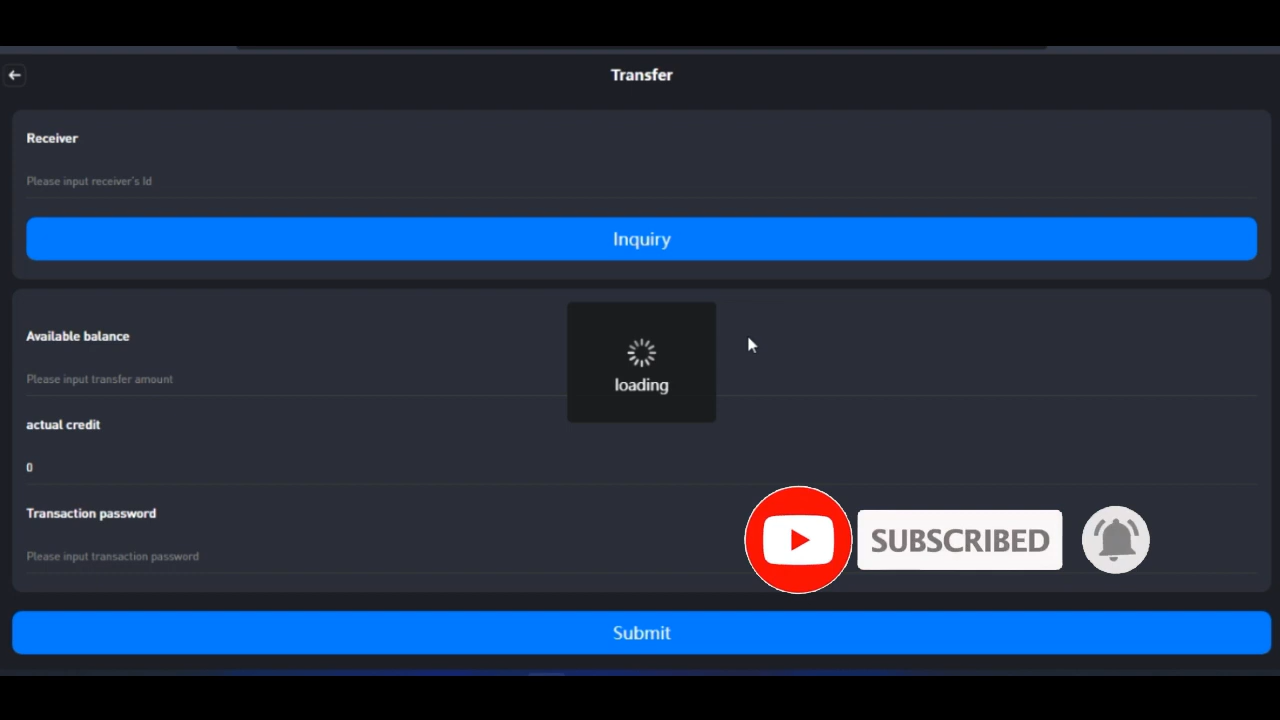 Transfer
Receiver
Please input receiver's Id
Inquiry
Available balance
Please input transfer amount
loading
actual credit
0
Transaction password
Please input transaction password
SUBSCRIBED
Submit